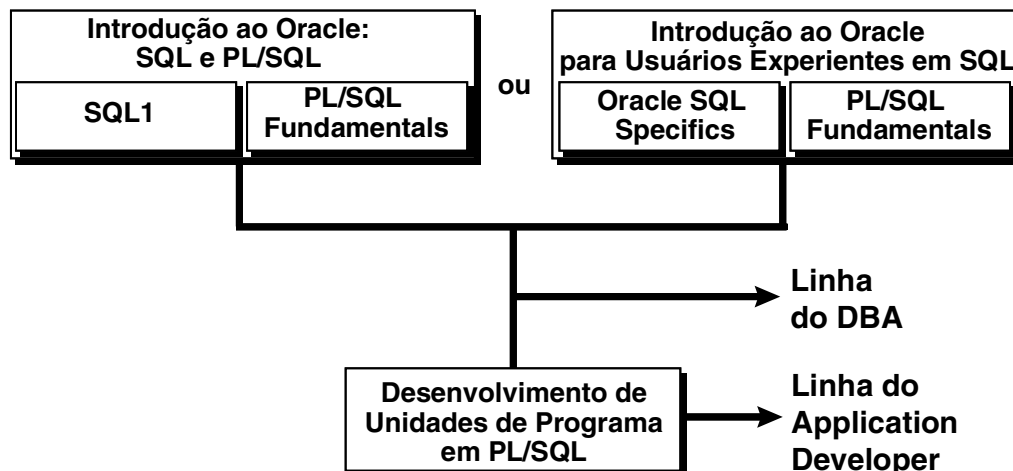 Introdução ao Oracle:
SQL e PL/SQL
SQL1
PL/SQL
Fundamentals
ou
Introdução ao Oracle
para Usuários Experientes em SQL
Oracle SQL
Specifics
PL/SQL
Fundamentals
Linha
do DBA
Desenvolvimento de
Unidades de Programa
em PL/SQL
Linha do
Application
Developer